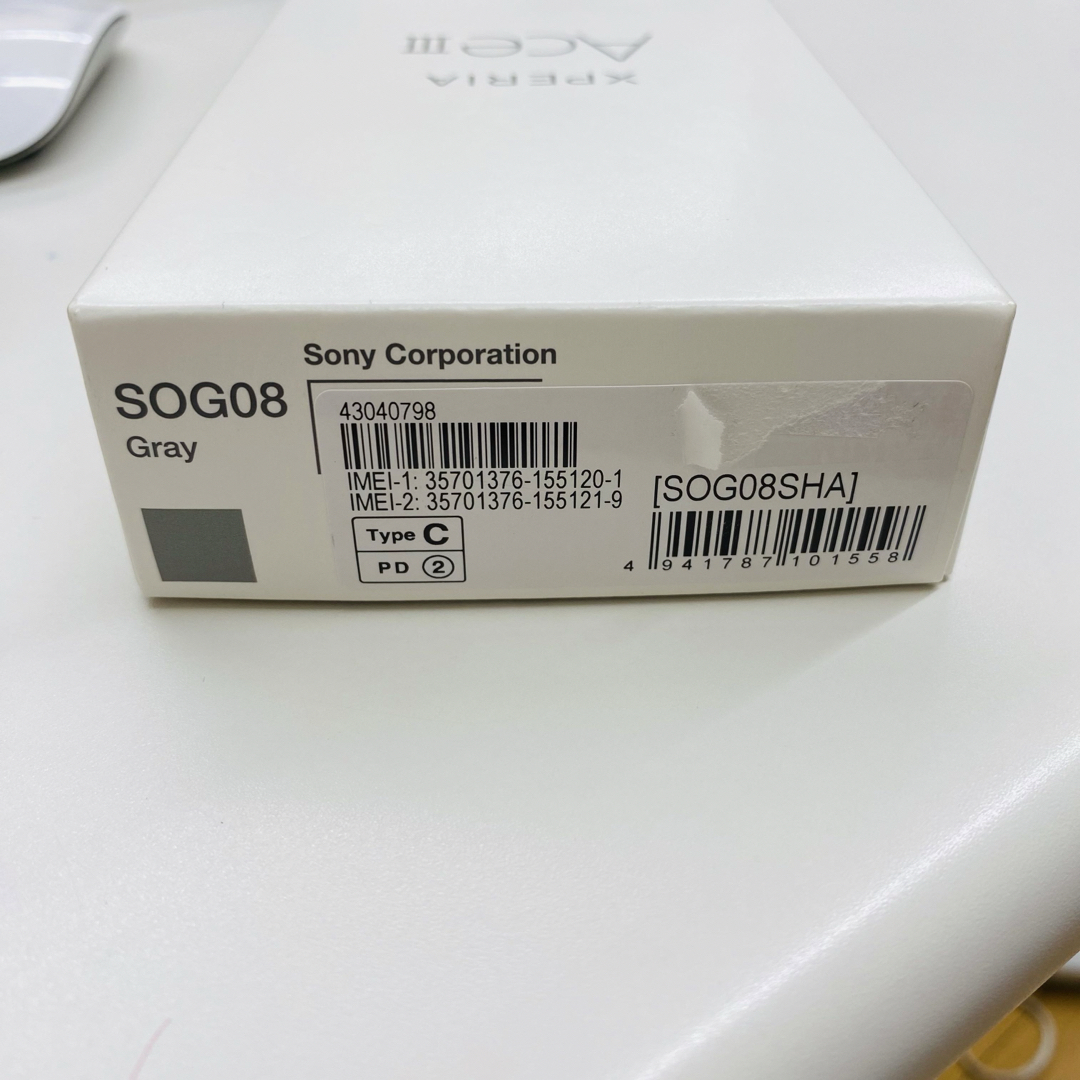 XPERIA
Ace III
Sony Corporation
SOG08
Gray
43040798
IMEI-1: 35701376-155120-1
IMEI-2: 35701376-155121-9
[SOG08SHA]
Type C
PD ②
4 941787 101558